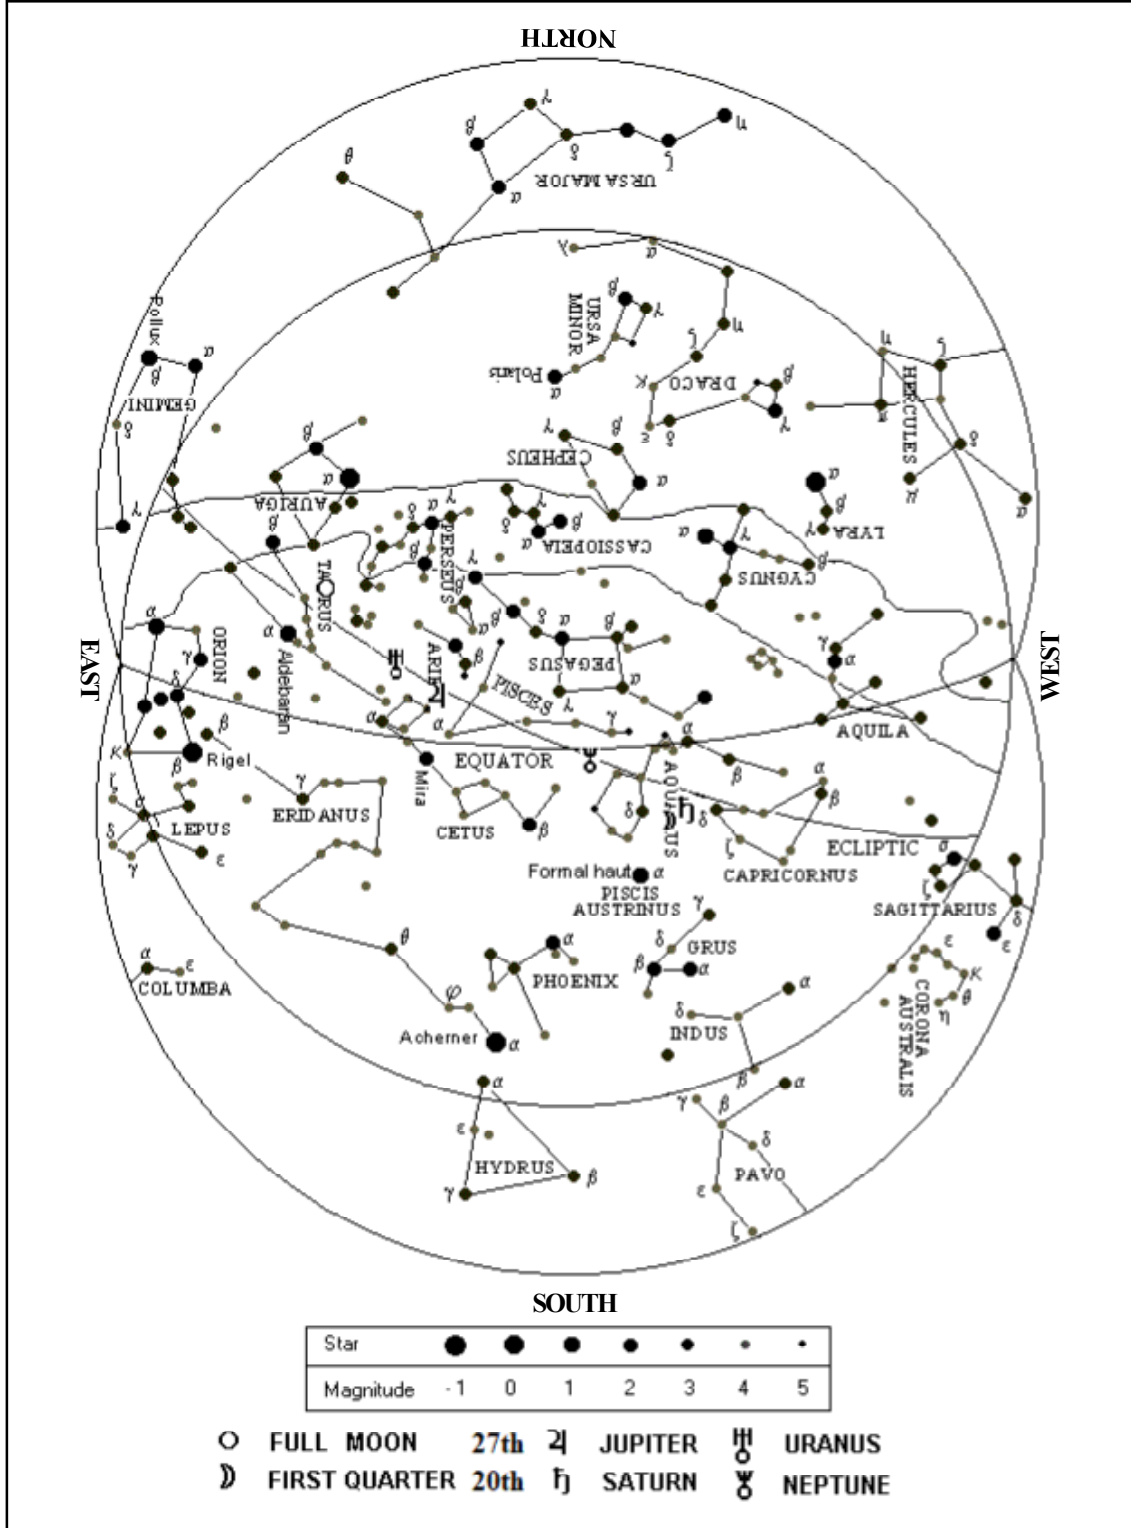 NORTH
γ
β
η
θ
δ
ζ
URSA MAJOR
α
λ
α
Pollux
β
URSA MINOR
γ
η
α
ζ
η
ζ
β
Polaris
α
K
DRACO
β
HERCULES
GEMINI
δ
ε
δ
γ
π
β
γ
β
δ
CEPHEUS
α
α
α
μ
AURIGA
γ
α
δ
γ
β
LYRA
α
γ
β
δ
α
β
CASSIOPEIA
α
γ
γ
β
PERSEUS
TAURUS
β
γ
CYGNUS
β
α
α
ORION
α
δ
α
β
γ
γ
EAST
Aldebaran
ARIES
β
PEGASUS
α
WEST
δ
PISCES
γ
α
β
α
α
γ
α
AQUILA
K
β
Rigel
Mira
EQUATOR
AQUARIUS
β
α
ζ
α
γ
β
LEPUS
ERIDANUS
CETUS
β
δ
δ
ζ
ECLIPTIC
δ
γ
ε
Formal haut
α
CAPRICORNUS
σ
PISCIS
AUSTRINUS
γ
ζ
SAGITTARIUS
δ
ε
θ
α
δ
GRUS
ε
α
ε
PHOENIX
β
α
K
COLUMBA
φ
α
θ
η
CORONA
AUSTRALIS
Acherner
α
δ
INDUS
α
β
α
γ
β
ε
δ
HYDRUS
β
PAVO
γ
ε
ζ
SOUTH
Star
Magnitude -1 0 1 2 3 4 5
FULL MOON 27th JUPITER URANUS
FIRST QUARTER 20th SATURN NEPTUNE